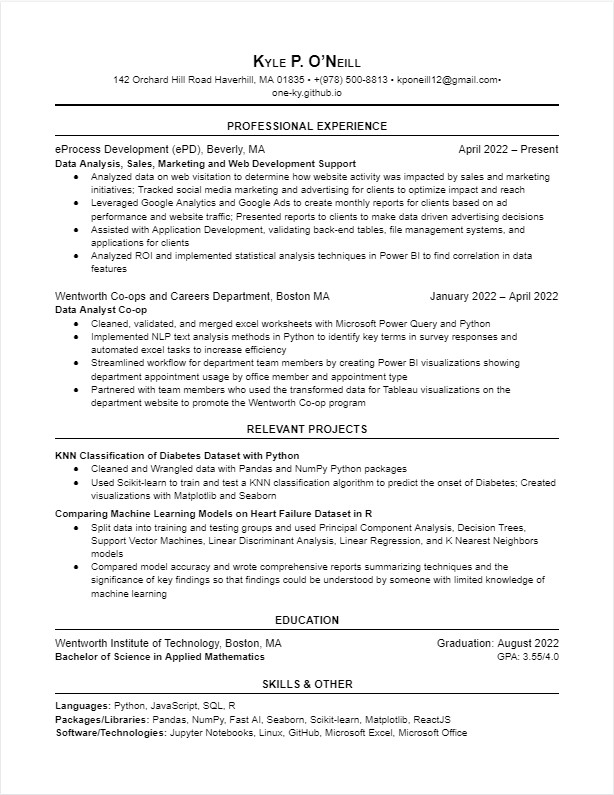 KYLE P. O'NEILL
142 Orchard Hill Road Haverhill, MA 01835 • +(978) 500-8813 • kponeill12@gmail.com•
one-ky.github.io
PROFESSIONAL EXPERIENCE
eProcess Development (ePD), Beverly, MA April 2022 – Present
Data Analysis, Sales, Marketing and Web Development Support
● Analyzed data on web visitation to determine how website activity was impacted by sales and marketing
initiatives; Tracked social media marketing and advertising for clients to optimize impact and reach
● Leveraged Google Analytics and Google Ads to create monthly reports for clients based on ad
performance and website traffic; Presented reports to clients to make data driven advertising decisions
● Assisted with Application Development, validating back-end tables, file management systems, and
applications for clients
● Analyzed ROI and implemented statistical analysis techniques in Power BI to find correlation in data
features
Wentworth Co-ops and Careers Department, Boston MA January 2022 – April 2022
Data Analyst Co-op
● Cleaned, validated, and merged excel worksheets with Microsoft Power Query and Python
● Implemented NLP text analysis methods in Python to identify key terms in survey responses and
automated excel tasks to increase efficiency
● Streamlined workflow for department team members by creating Power BI visualizations showing
department appointment usage by office member and appointment type
● Partnered with team members who used the transformed data for Tableau visualizations on the
department website to promote the Wentworth Co-op program
RELEVANT PROJECTS
KNN Classification of Diabetes Dataset with Python
● Cleaned and Wrangled data with Pandas and NumPy Python packages
● Used Scikit-learn to train and test a KNN classification algorithm to predict the onset of Diabetes; Created
visualizations with Matplotlib and Seaborn
Comparing Machine Learning Models on Heart Failure Dataset in R
● Split data into training and testing groups and used Principal Component Analysis, Decision Trees,
Support Vector Machines, Linear Discriminant Analysis, Linear Regression, and K Nearest Neighbors
models
● Compared model accuracy and wrote comprehensive reports summarizing techniques and the
significance of key findings so that findings could be understood by someone with limited knowledge of
machine learning
EDUCATION
Wentworth Institute of Technology, Boston, MA Graduation: August 2022
Bachelor of Science in Applied Mathematics GPA: 3.55/4.0
SKILLS & OTHER
Languages: Python, JavaScript, SQL, R
Packages/Libraries: Pandas, NumPy, Fast AI, Seaborn, Scikit-learn, Matplotlib, ReactJS
Software/Technologies: Jupyter Notebooks, Linux, GitHub, Microsoft Excel, Microsoft Office